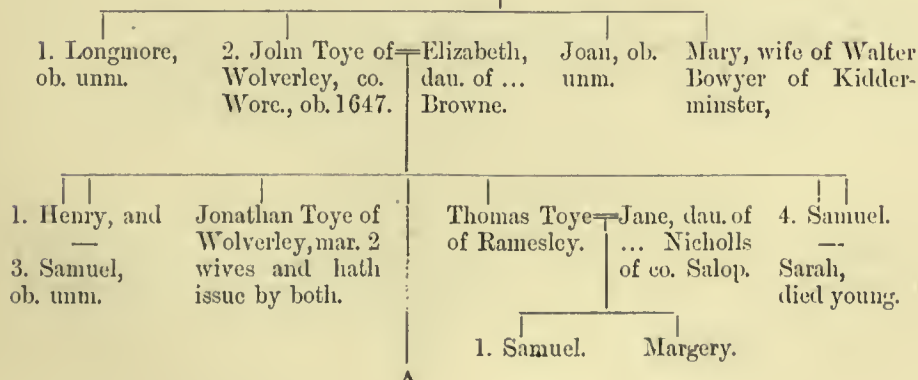 1. Longmore,
ob. unm.
2. John Toye of
Wolverley, co.
Worc., ob. 1647.
Elizabeth,
dau. of ...
Browne.
Joan, ob.
unm.
Mary, wife of Walter
Bowyer of Kidder-
minster,
1. Henry, and
—
3. Samuel,
ob. unm.
Jonathan Toye of
Wolverley, mar. 2
wives and hath
issue by both.
Thomas Toye
of Ramesley.
Jane, dau. of
... Nicholls
of co. Salop.
4. Samuel.
—
Sarah,
died young.
1. Samuel.
Margery.
A